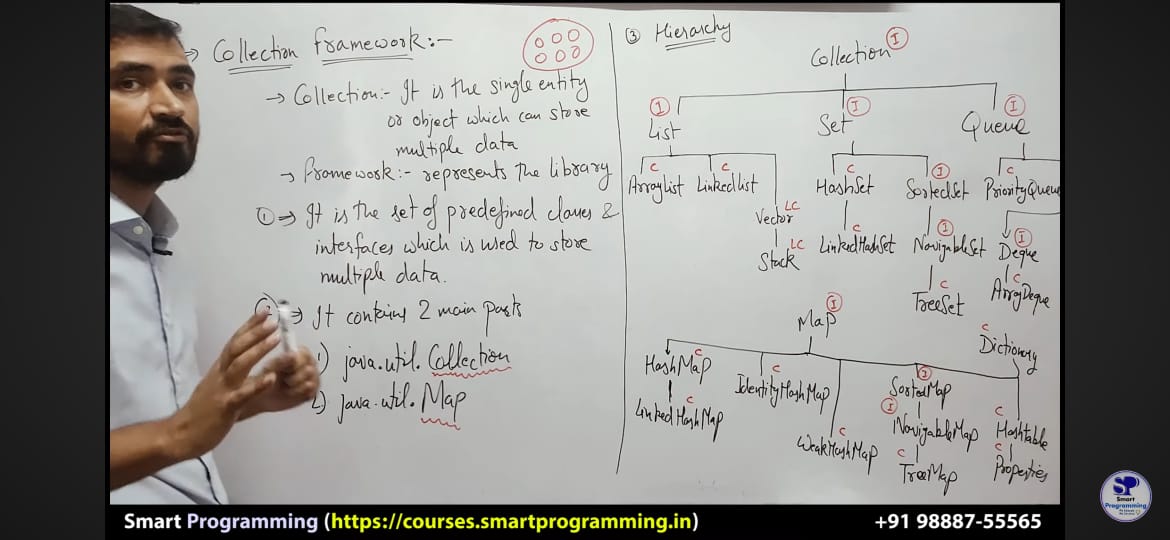 → Collection Framework :-
→ Collection :- It is the single entity
or object which can store
multiple data
→ Framework :- represents the library
① ⇒ It is the set of predefined classes &
interfaces which is used to store
multiple data.
② ⇒ It contains 2 main parts
1) java.util.Collection
2) java.util.Map
③ Hierarchy
Collection I
I I I
List Set Queue
C C C I C
ArrayList LinkedList HashSet SortedSet PriorityQueue
Vector LC
Stack LC
C I I
LinkedHashSet NavigableSet Deque
C C
TreeSet ArrayDeque
Map I
C
Dictionary
HashMap C
C
IdentityHashMap
I
SortedMap
C
LinkedHashMap
C
WeakHashMap
I
NavigableMap
C
Hashtable
C
TreeMap
C
Properties
Smart Programming (https://courses.smartprogramming.in) +91 98887-55565
SP
Smart
Programming